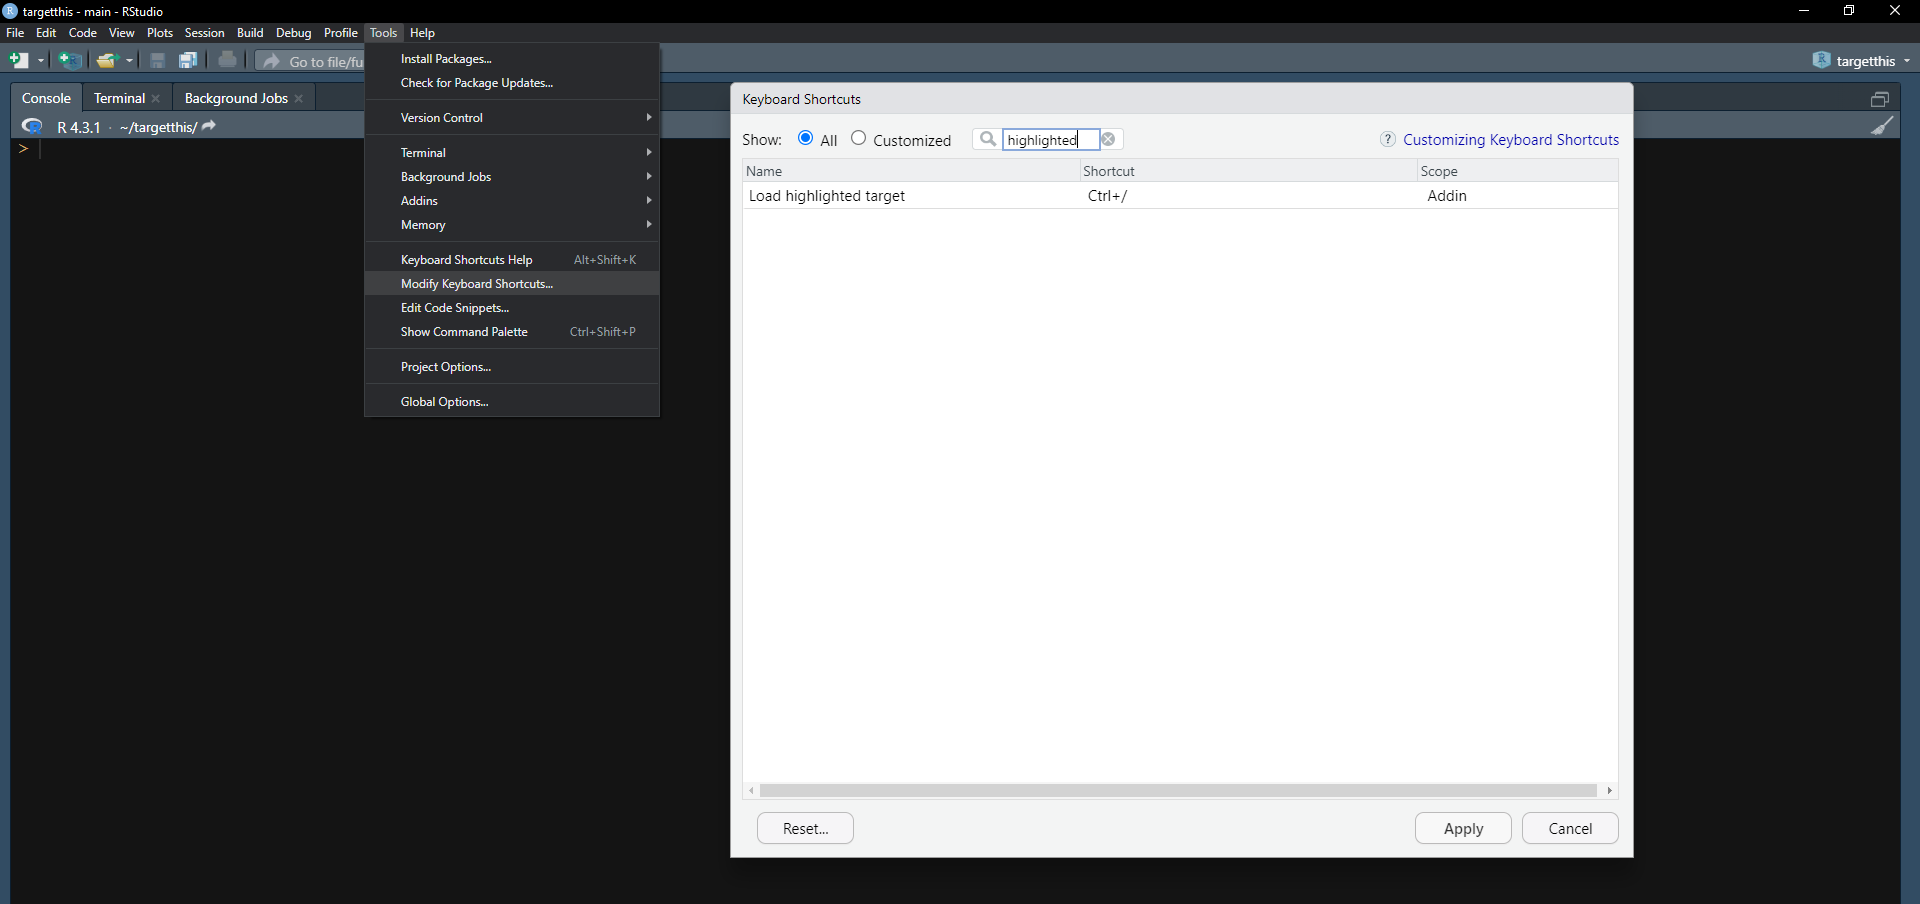 R targetthis - main - RStudio
File Edit Code View Plots Session Build Debug Profile Tools Help
Go to file/fu
R targetthis
Console Terminal Background Jobs
R 4.3.1 · ~/targetthis/
>
Install Packages...
Check for Package Updates...
Version Control
Terminal
Background Jobs
Addins
Memory
Keyboard Shortcuts Help Alt+Shift+K
Modify Keyboard Shortcuts...
Edit Code Snippets...
Show Command Palette Ctrl+Shift+P
Project Options...
Global Options...
Keyboard Shortcuts
Show: All Customized highlighted ? Customizing Keyboard Shortcuts
Name Shortcut Scope
Load highlighted target Ctrl+/ Addin
Reset... Apply Cancel